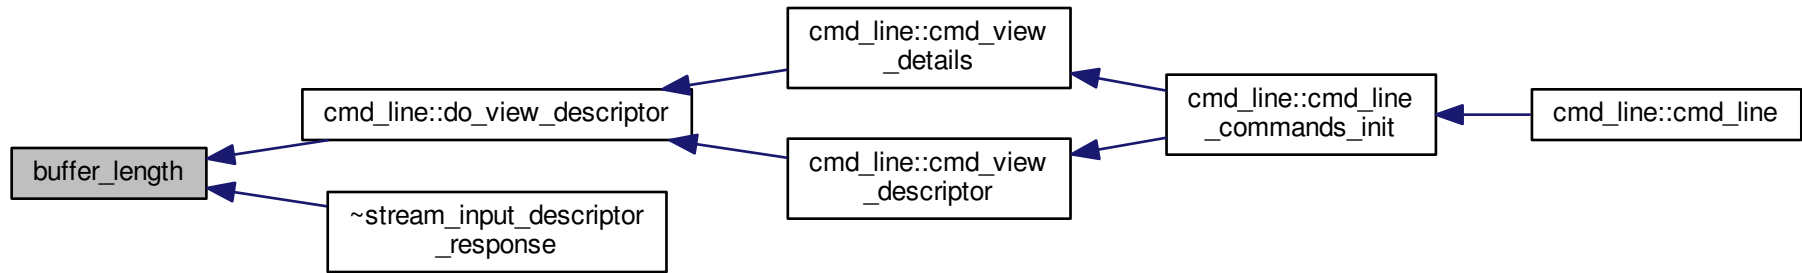 buffer_length
cmd_line::do_view_descriptor
~stream_input_descriptor
_response
cmd_line::cmd_view
_details
cmd_line::cmd_view
_descriptor
cmd_line::cmd_line
_commands_init
cmd_line::cmd_line